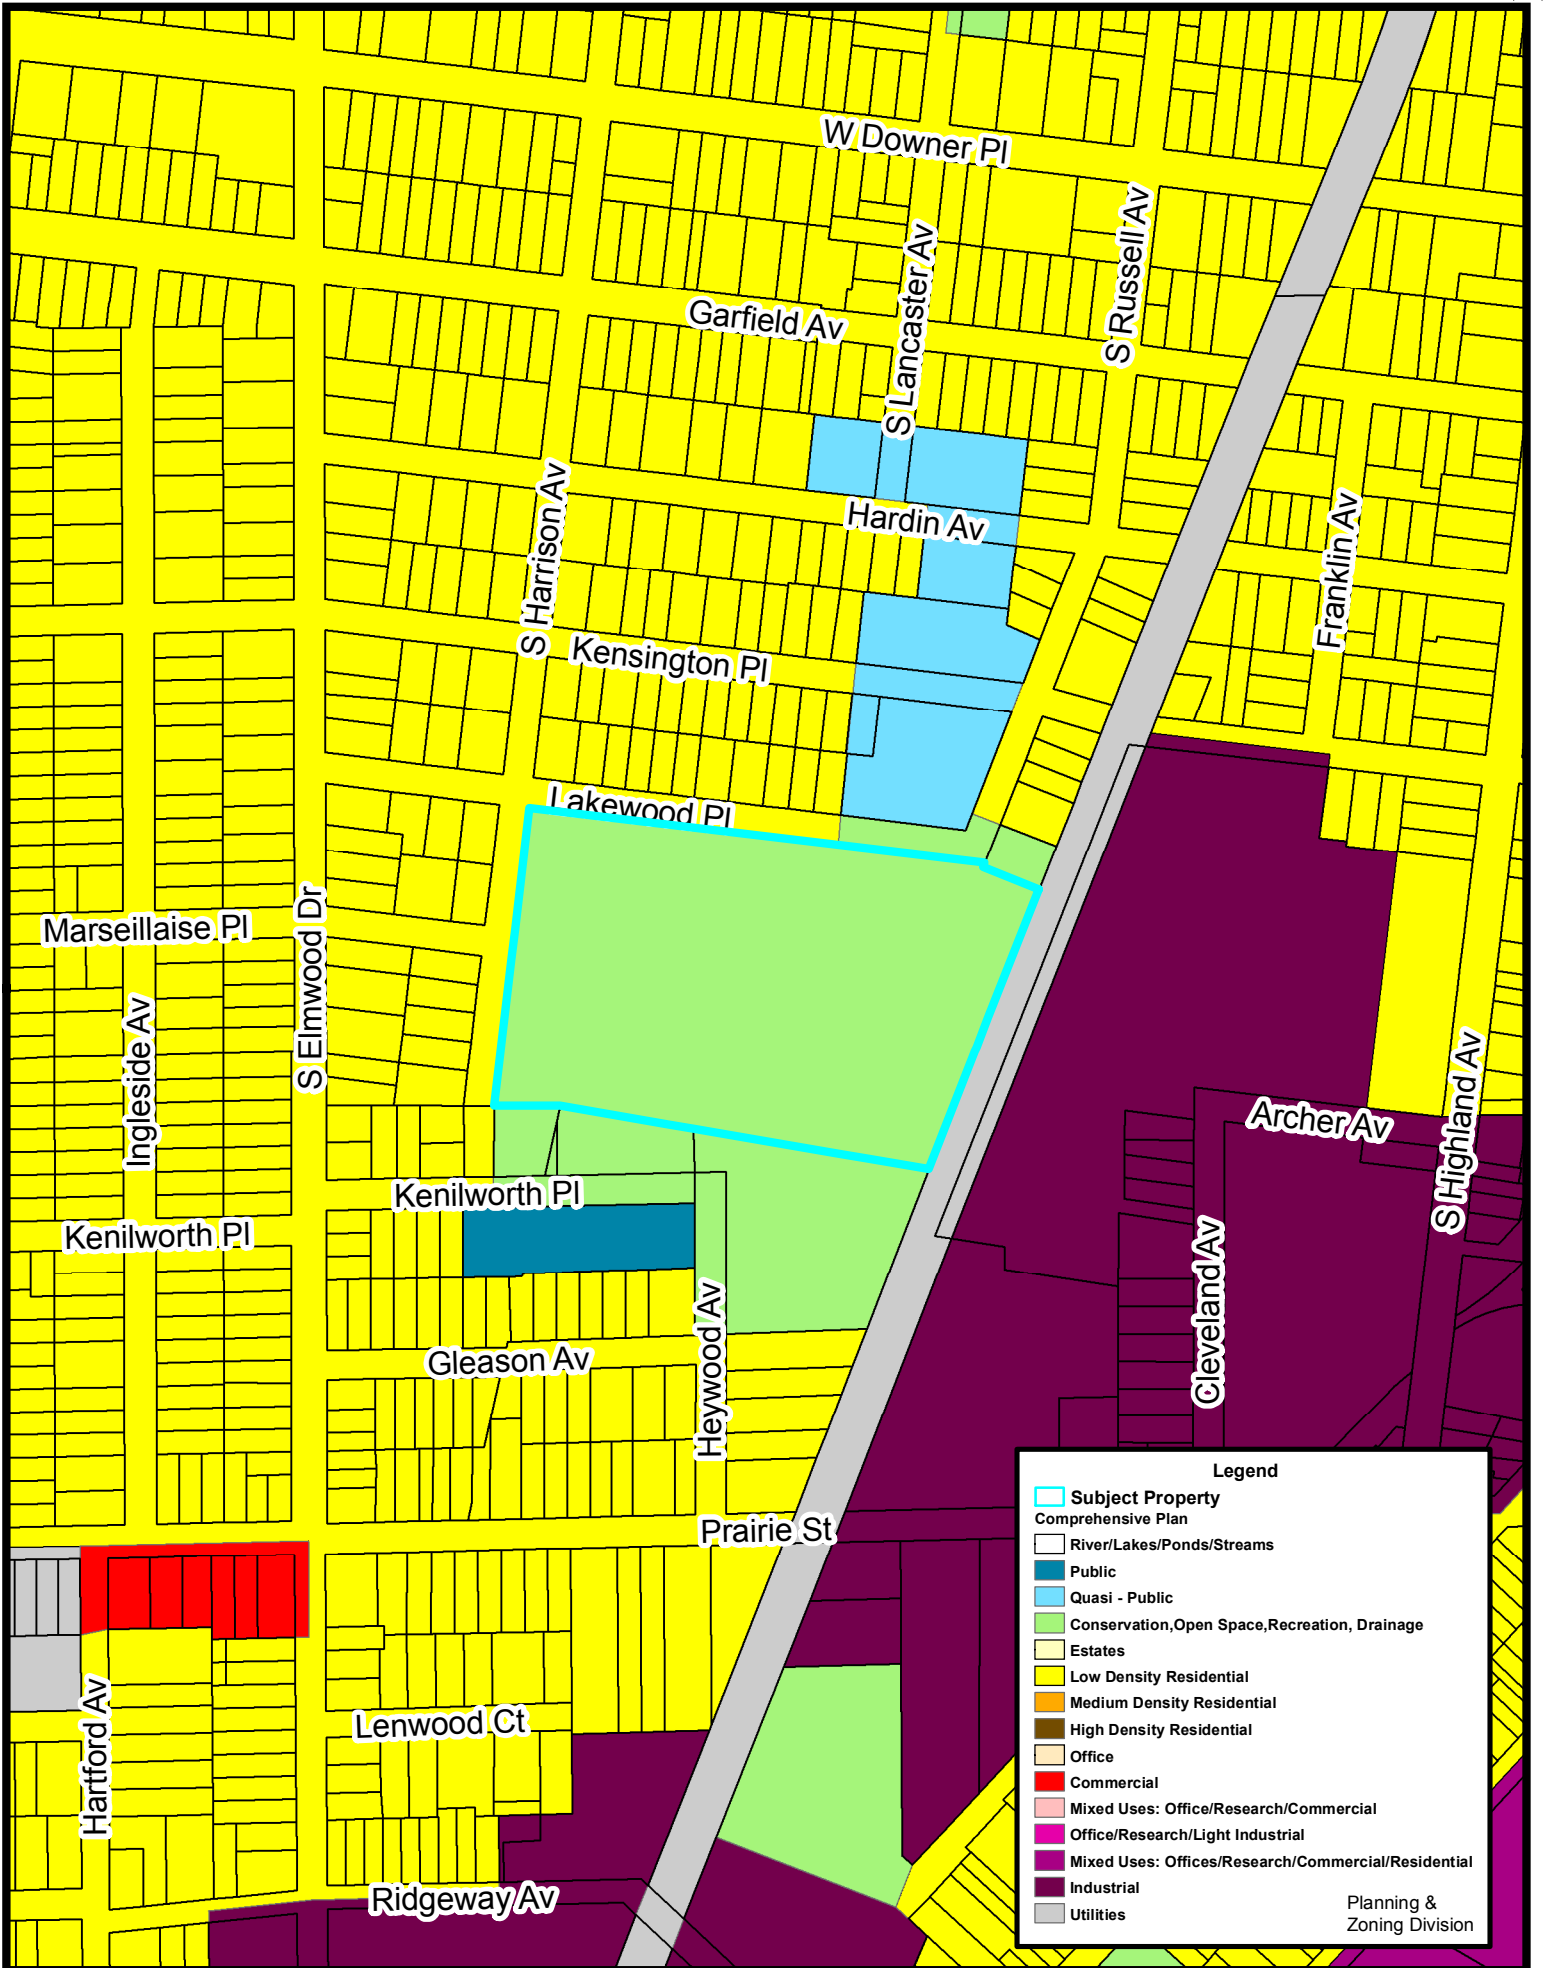 W Downer Pl
S Russell Av
S Lancaster Av
Garfield Av
S Harrison Av
Hardin Av
Franklin Av
Kensington Pl
Lakewood Pl
Marseillaise Pl
S Elmwood Dr
Ingleside Av
S Highland Av
Archer Av
Kenilworth Pl
Kenilworth Pl
Cleveland Av
Heywood Av
Gleason Av
Prairie St
Lenwood Ct
Hartford Av
Ridgeway Av
Legend
Subject Property
Comprehensive Plan
River/Lakes/Ponds/Streams
Public
Quasi - Public
Conservation,Open Space,Recreation, Drainage
Estates
Low Density Residential
Medium Density Residential
High Density Residential
Office
Commercial
Mixed Uses: Office/Research/Commercial
Office/Research/Light Industrial
Mixed Uses: Offices/Research/Commercial/Residential
Industrial
Utilities
Planning &
Zoning Division